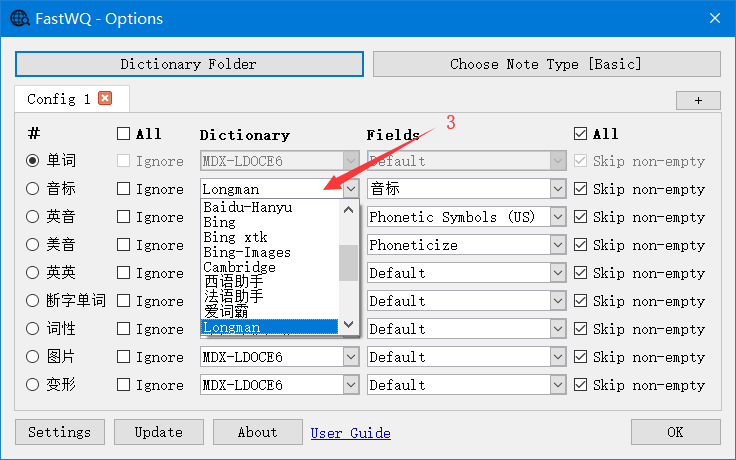 FastWQ - Options
Dictionary Folder
Choose Note Type [Basic]
Config 1
+
# All Dictionary Fields All
3
单词 Ignore MDX-LDOCE6 Default Skip non-empty
音标 Ignore Longman 音标 Skip non-empty
英音 Ignore Phonetic Symbols (US) Skip non-empty
美音 Ignore Phoneticize Skip non-empty
英英 Ignore Default Skip non-empty
断字单词 Ignore Default Skip non-empty
词性 Ignore Default Skip non-empty
图片 Ignore MDX-LDOCE6 Default Skip non-empty
变形 Ignore MDX-LDOCE6 Default Skip non-empty
Baidu-Hanyu
Bing
Bing xtk
Bing-Images
Cambridge
西语助手
法语助手
爱词霸
Longman
Settings
Update
About
User Guide
OK